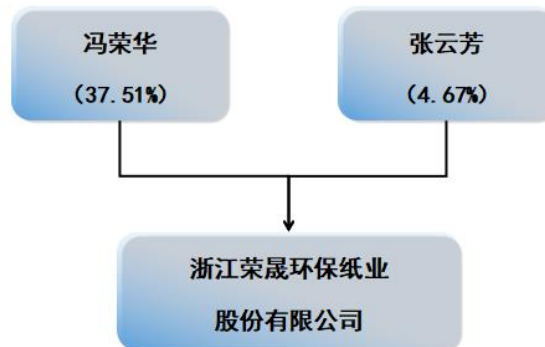 冯荣华
（37.51%）
张云芳
（4.67%）
浙江荣晟环保纸业
股份有限公司